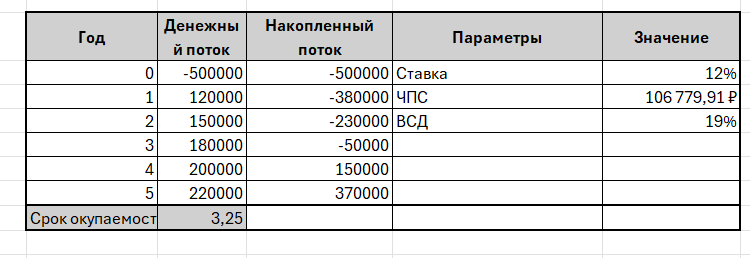 Год Денежны
й поток Накопленный
поток Параметры Значение
0 -500000 -500000 Ставка 12%
1 120000 -380000 ЧПС 106 779,91 ₽
2 150000 -230000 ВСД 19%
3 180000 -50000
4 200000 150000
5 220000 370000
Срок окупаемост 3,25